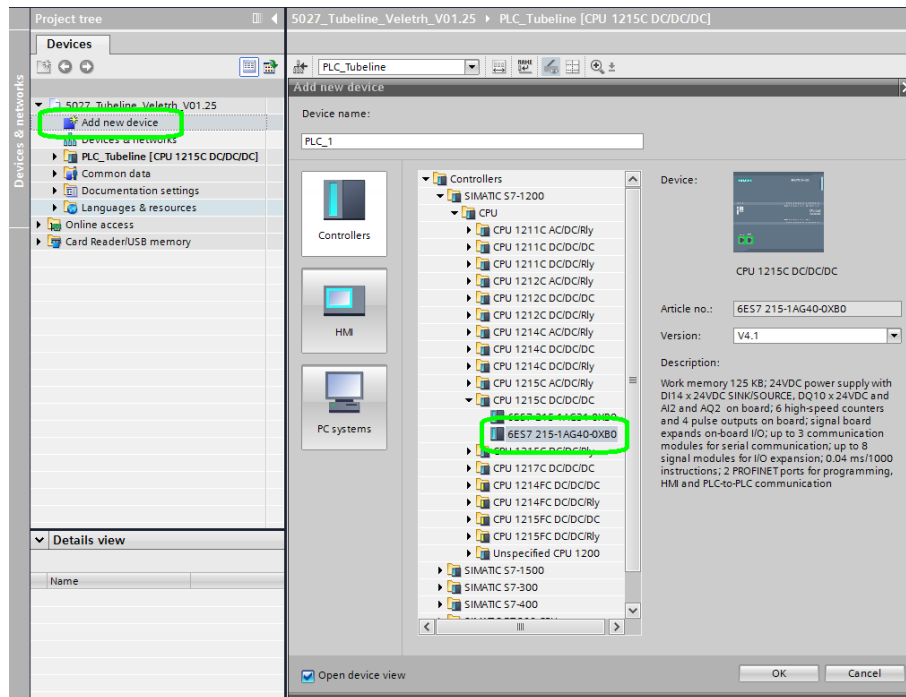 Project tree
5027_Tubeline_Veletrh_V01.25 PLC_Tubeline [CPU 1215C DC/DC/DC]
Devices
Devices & networks
PLC_Tubeline
5027_Tubeline_Veletrh_V01.25
Add new device
Devices & networks
PLC_Tubeline [CPU 1215C DC/DC/DC]
Common data
Documentation settings
Languages & resources
Online access
Card Reader/USB memory
Details view
Name
Add new device
Device name:
PLC_1
Controllers
HMI
PC systems
Controllers
SIMATIC S7-1200
CPU
CPU 1211C AC/DC/Rly
CPU 1211C DC/DC/DC
CPU 1211C DC/DC/Rly
CPU 1212C AC/DC/Rly
CPU 1212C DC/DC/DC
CPU 1212C DC/DC/Rly
CPU 1214C AC/DC/Rly
CPU 1214C DC/DC/DC
CPU 1214C DC/DC/Rly
CPU 1215C AC/DC/Rly
CPU 1215C DC/DC/DC
6ES7 215-1AG40-0XB0
CPU 1215C DC/DC/Rly
CPU 1217C DC/DC/DC
CPU 1214FC DC/DC/DC
CPU 1214FC DC/DC/Rly
CPU 1215FC DC/DC/DC
CPU 1215FC DC/DC/Rly
Unspecified CPU 1200
SIMATIC S7-1500
SIMATIC S7-300
SIMATIC S7-400
Device:
CPU 1215C DC/DC/DC
Article no.: 6ES7 215-1AG40-0XB0
Version: V4.1
Description:
Work memory 125 KB; 24VDC power supply with
DI14 x 24VDC SINK/SOURCE, DQ10 x 24VDC and
AI2 and AQ2 on board; 6 high-speed counters
and 4 pulse outputs on board; signal board
expands on-board I/O; up to 3 communication
modules for serial communication; up to 8
signal modules for I/O expansion; 0.04 ms/1000
instructions; 2 PROFINET ports for programming,
HMI and PLC-to-PLC communication
Open device view
OK
Cancel